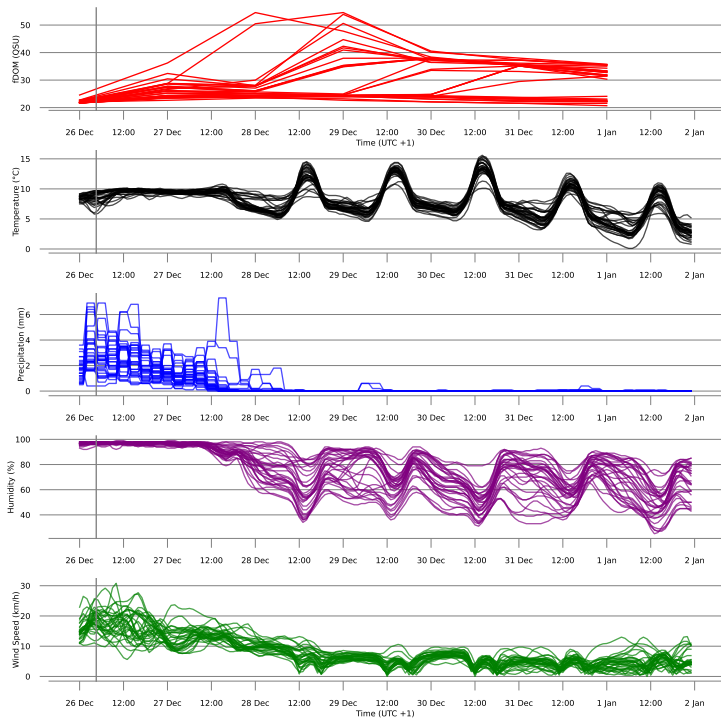 50
40
30
20
fDOM (QSU)
26 Dec 12:00 27 Dec 12:00 28 Dec 12:00 29 Dec 12:00 30 Dec 12:00 31 Dec 12:00 1 Jan 12:00 2 Jan
Time (UTC +1)
15
10
5
0
Temperature (°C)
26 Dec 12:00 27 Dec 12:00 28 Dec 12:00 29 Dec 12:00 30 Dec 12:00 31 Dec 12:00 1 Jan 12:00 2 Jan
6
4
2
0
Precipitation (mm)
26 Dec 12:00 27 Dec 12:00 28 Dec 12:00 29 Dec 12:00 30 Dec 12:00 31 Dec 12:00 1 Jan 12:00 2 Jan
100
80
60
40
Humidity (%)
26 Dec 12:00 27 Dec 12:00 28 Dec 12:00 29 Dec 12:00 30 Dec 12:00 31 Dec 12:00 1 Jan 12:00 2 Jan
30
20
10
0
Wind Speed (km/h)
26 Dec 12:00 27 Dec 12:00 28 Dec 12:00 29 Dec 12:00 30 Dec 12:00 31 Dec 12:00 1 Jan 12:00 2 Jan
Time (UTC +1)